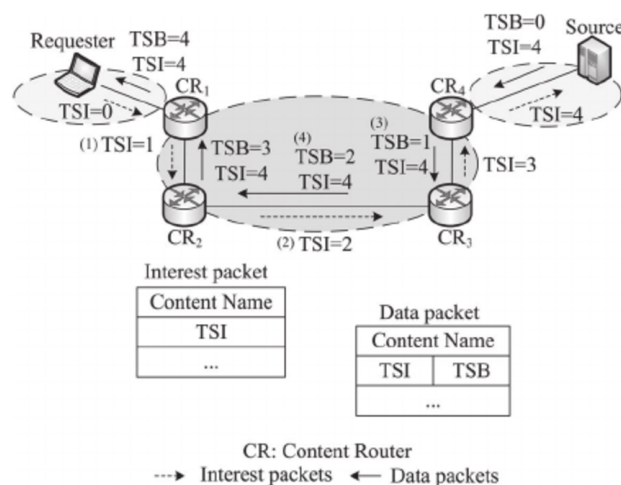 Requester
TSB=4
TSI=4
TSB=0
TSI=4
Source
TSI=0
CR₁
CR₄
TSI=4
(1) TSI=1
TSB=3
TSI=4
(4)
TSB=2
TSI=4
(3)
TSB=1
TSI=4
TSI=3
CR₂
(2) TSI=2
CR₃
Interest packet
Content Name
TSI
...
Data packet
Content Name
TSI TSB
...
CR: Content Router
Interest packets Data packets